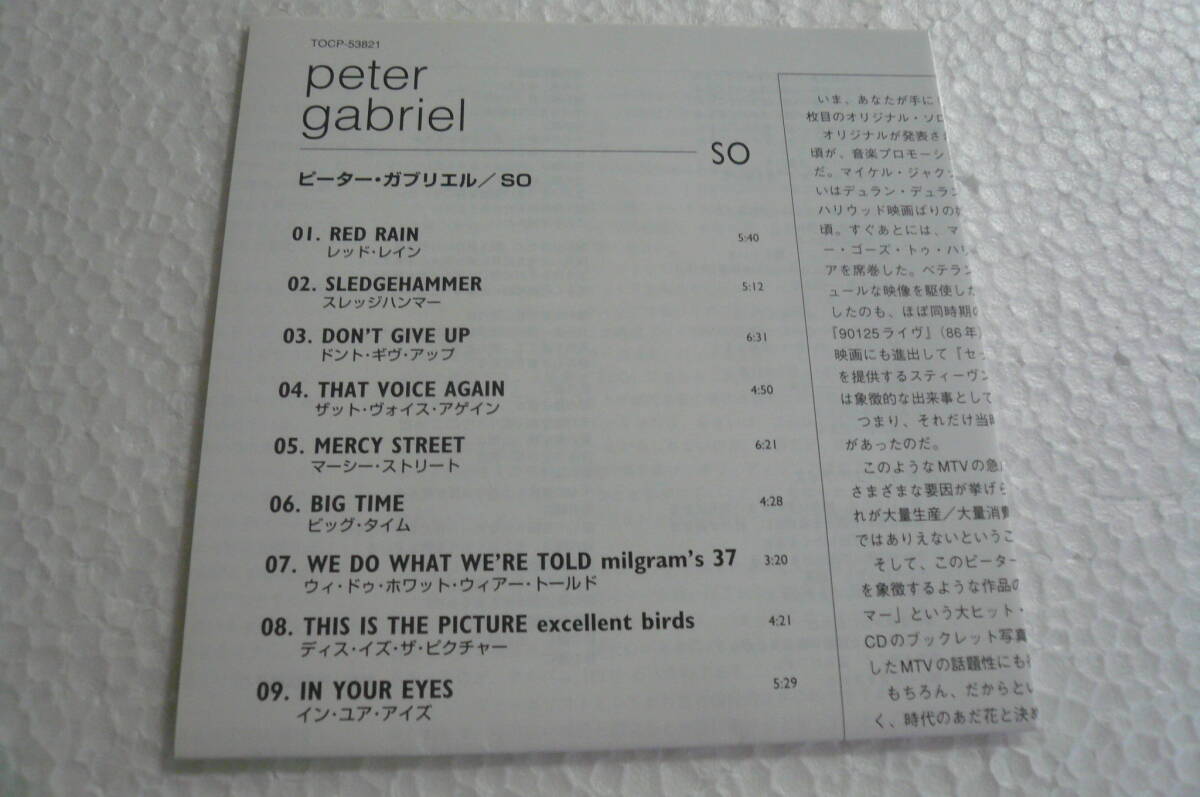 TOCP-53821
peter
gabriel
SO
ピーター・ガブリエル／SO
01. RED RAIN 5:40
レッド・レイン
02. SLEDGEHAMMER 5:12
スレッジハンマー
03. DON'T GIVE UP 6:31
ドント・ギヴ・アップ
04. THAT VOICE AGAIN 4:50
ザット・ヴォイス・アゲイン
05. MERCY STREET 6:21
マーシー・ストリート
06. BIG TIME 4:28
ビッグ・タイム
07. WE DO WHAT WE'RE TOLD milgram's 37 3:20
ウィ・ドゥ・ホワット・ウィアー・トールド
08. THIS IS THE PICTURE excellent birds 4:21
ディス・イズ・ザ・ピクチャー
09. IN YOUR EYES 5:29
イン・ユア・アイズ
いま、あなたが手に
枚目のオリジナル・ソロ
オリジナルが発表さ
頃が、音楽プロモーシ
だ。マイケル・ジャク
いはデュラン・デュラン
ハリウッド映画ばりの
頃。すぐあとには、マ
ー・ゴーズ・トゥ・ハリ
アを席巻した。ベテラン
ュールな映像を駆使した
したのも、ほぼ同時期の
『90125ライヴ』（86年）
映画にも進出して『セッ
を提供するスティーヴン
は象徴的な出来事として
つまり、それだけ当時
があったのだ。
このようなMTVの急
さまざまな要因が挙げら
れが大量生産／大量消費
ではありえないというこ
そして、このピーター
を象徴するような作品の
マー」という大ヒット・
CDのブックレット写真
したMTVの話題性にも
もちろん、だからとい
く、時代のあだ花と決め